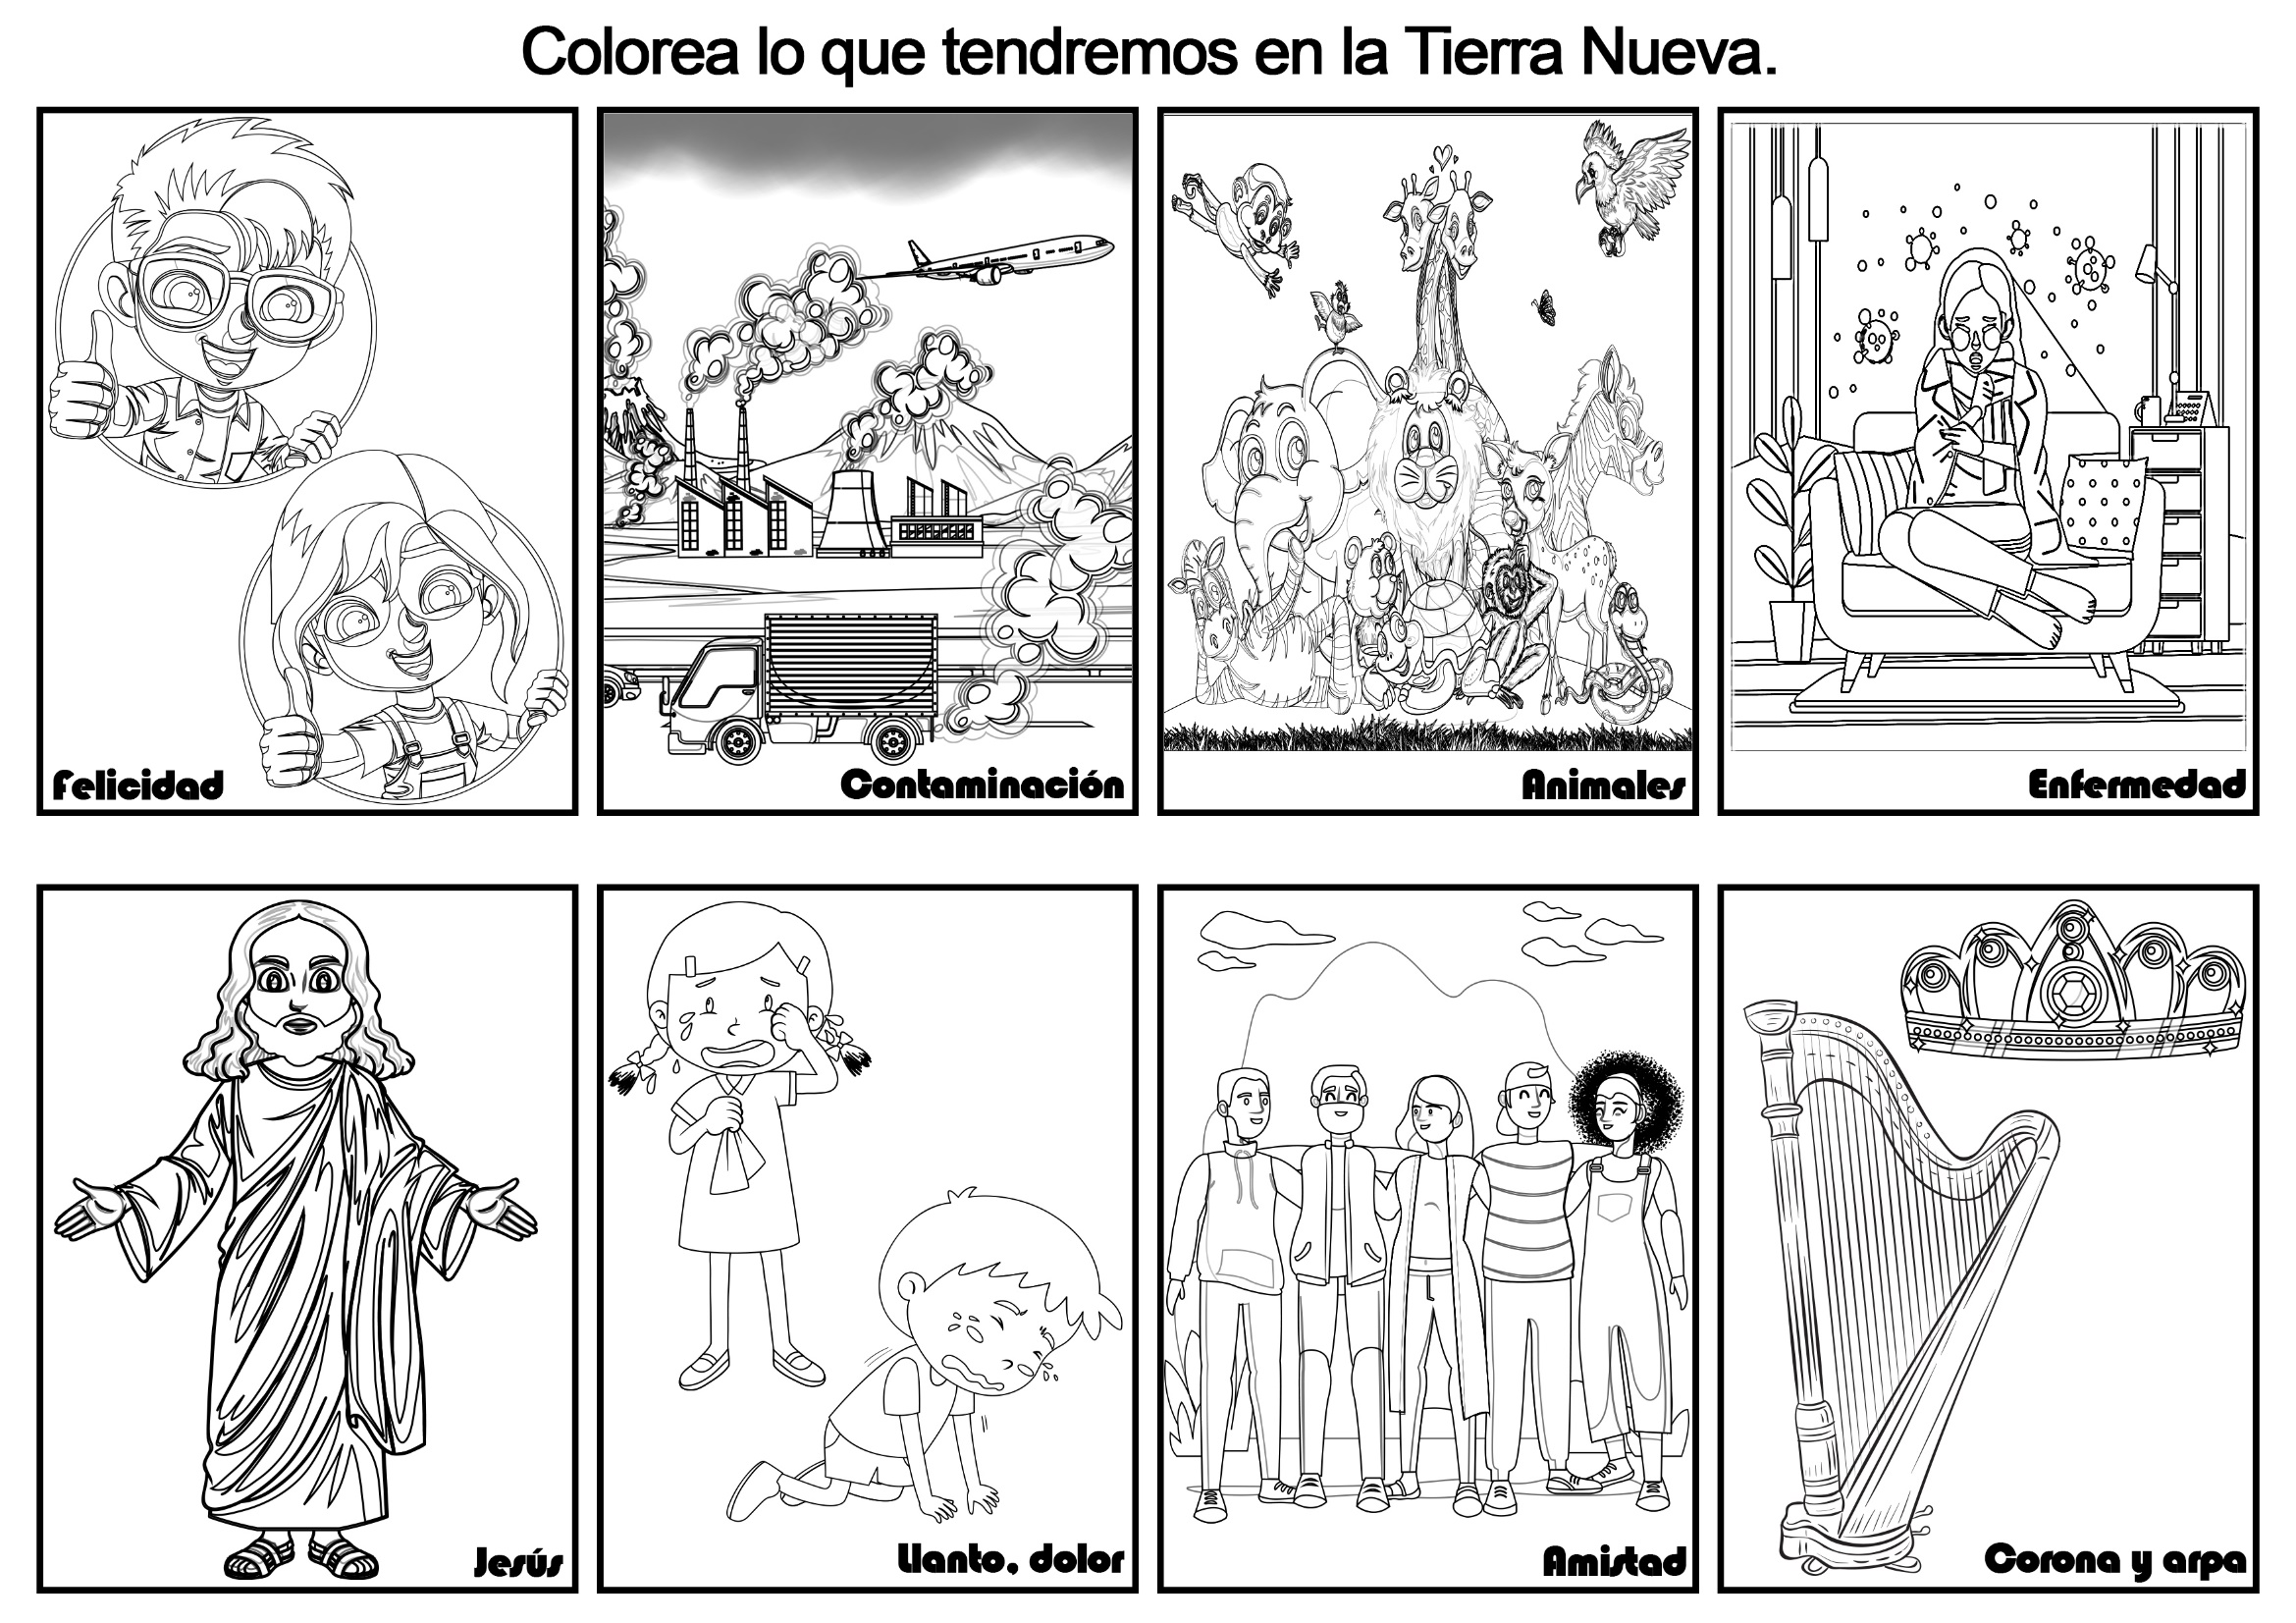 Colorea lo que tendremos en la Tierra Nueva.
Felicidad
Contaminación
Animales
Enfermedad
Jesús
Llanto, dolor
Amistad
Corona y arpa